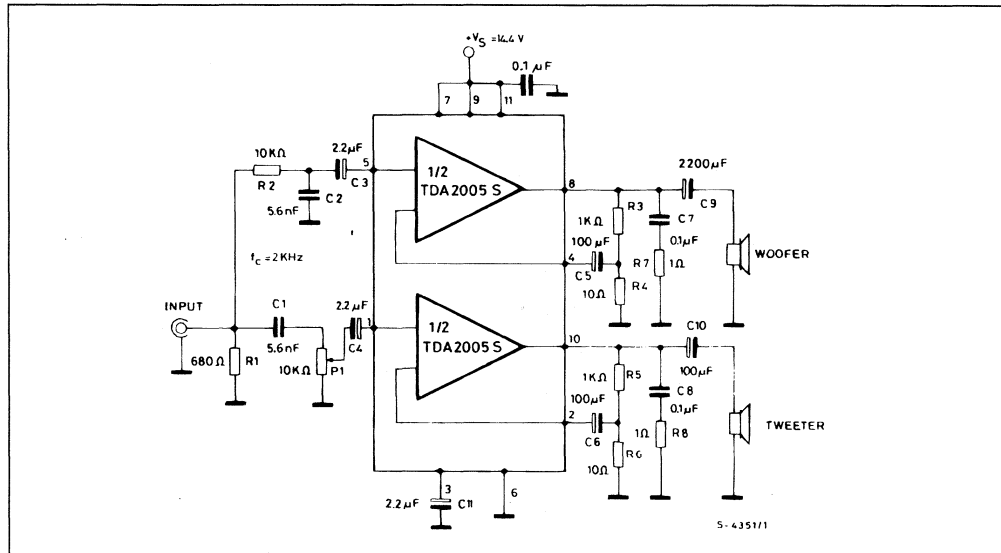 +VS =14.4 V
0.1 µF
7
9
11
2.2µF
10KΩ
5
R2
C3
C2
5.6nF
1/2
TDA2005 S
8
2200µF
R3
C7
C9
1KΩ
100µF
0.1µF
4
C5
R7
1Ω
WOOFER
10Ω
R4
fc = 2KHz
INPUT
C1
2.2µF
1
5.6nF
C4
680Ω
R1
10KΩ
P1
1/2
TDA2005 S
C10
10
R5
1KΩ
C8
100µF
100µF
0.1µF
2
C6
1Ω
R8
TWEETER
R6
10Ω
3
6
2.2µF
C11
S-4351/1